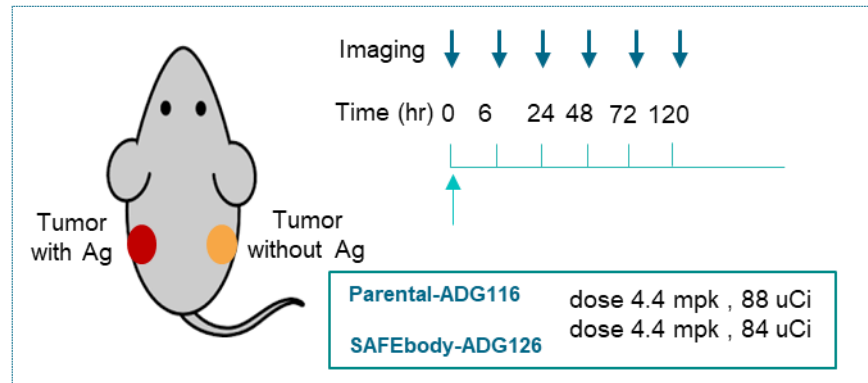 Imaging
Time (hr) 0 6 24 48 72 120
Tumor
with Ag
Tumor
without Ag
Parental-ADG116 dose 4.4 mpk , 88 uCi
SAFEbody-ADG126 dose 4.4 mpk , 84 uCi